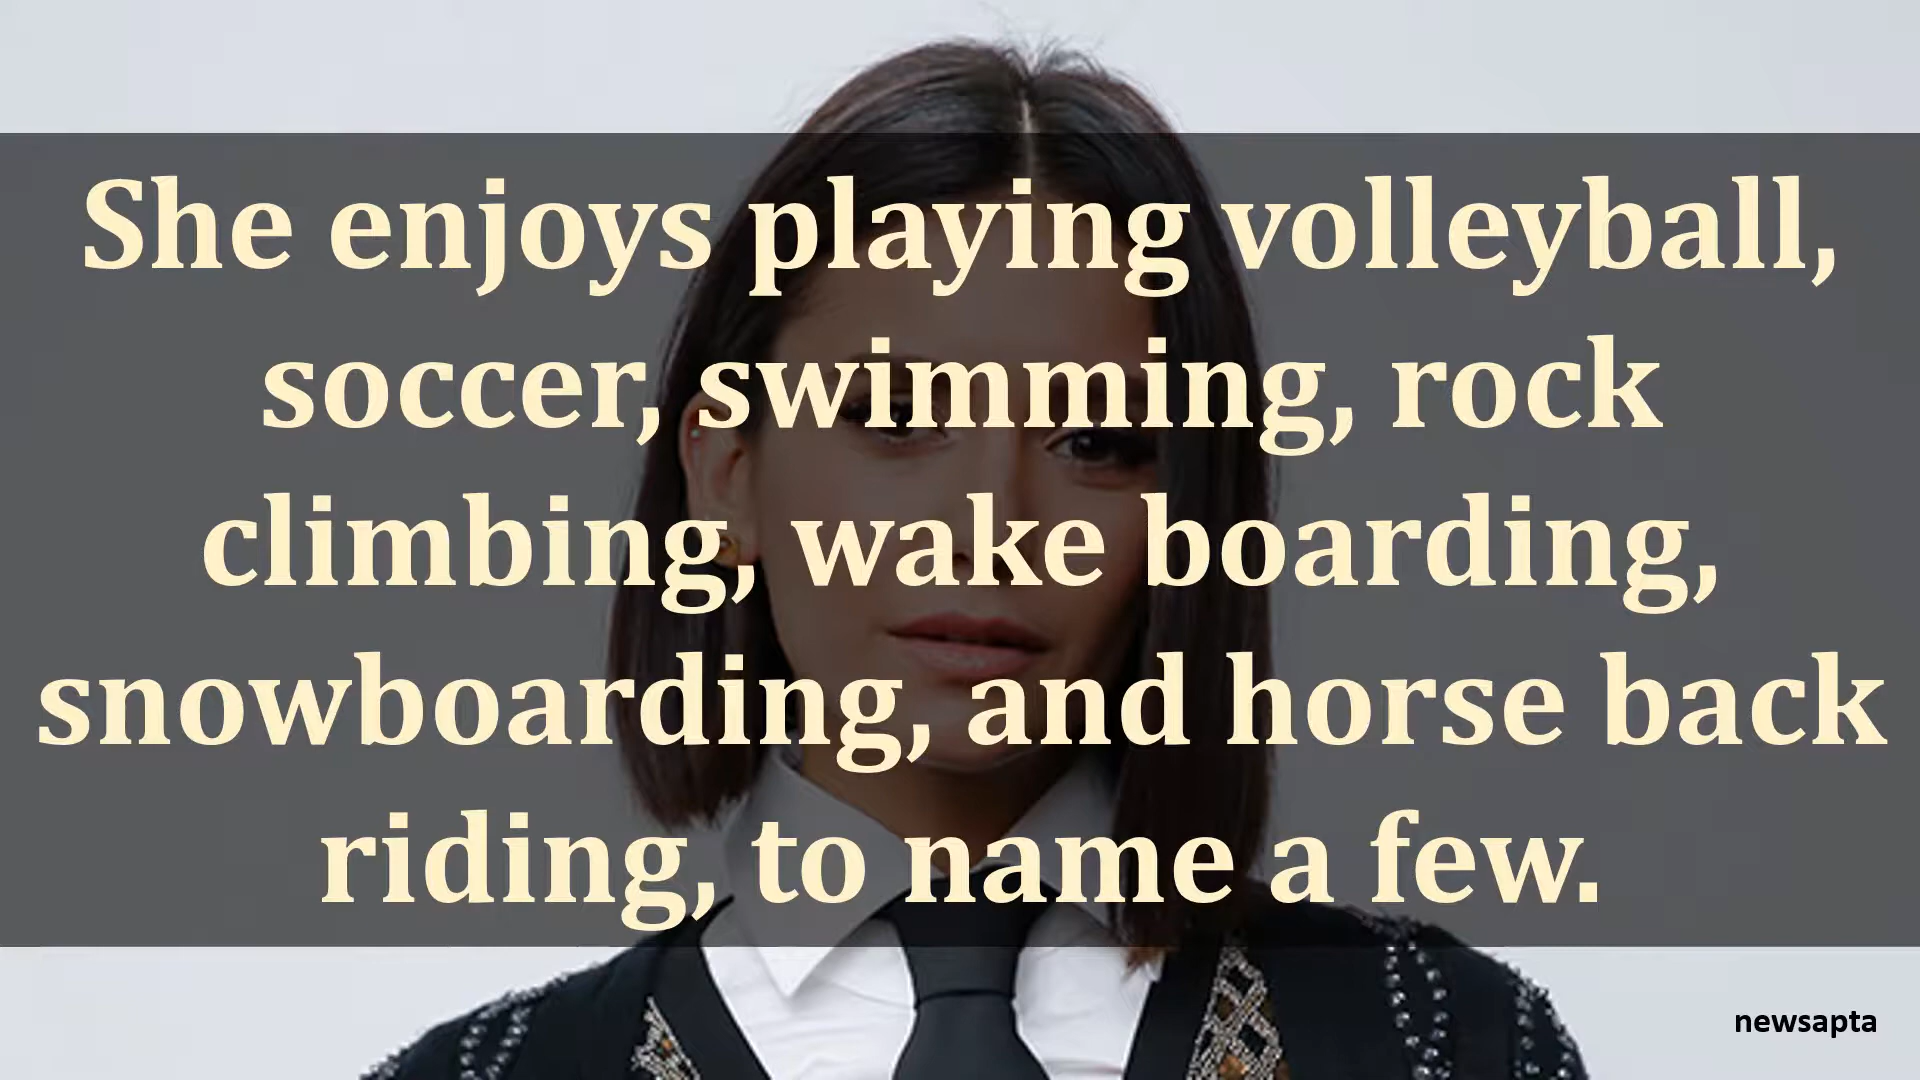 She enjoys playing volleyball,
soccer, swimming, rock
climbing, wake boarding,
snowboarding, and horse back
riding, to name a few.
newsapta